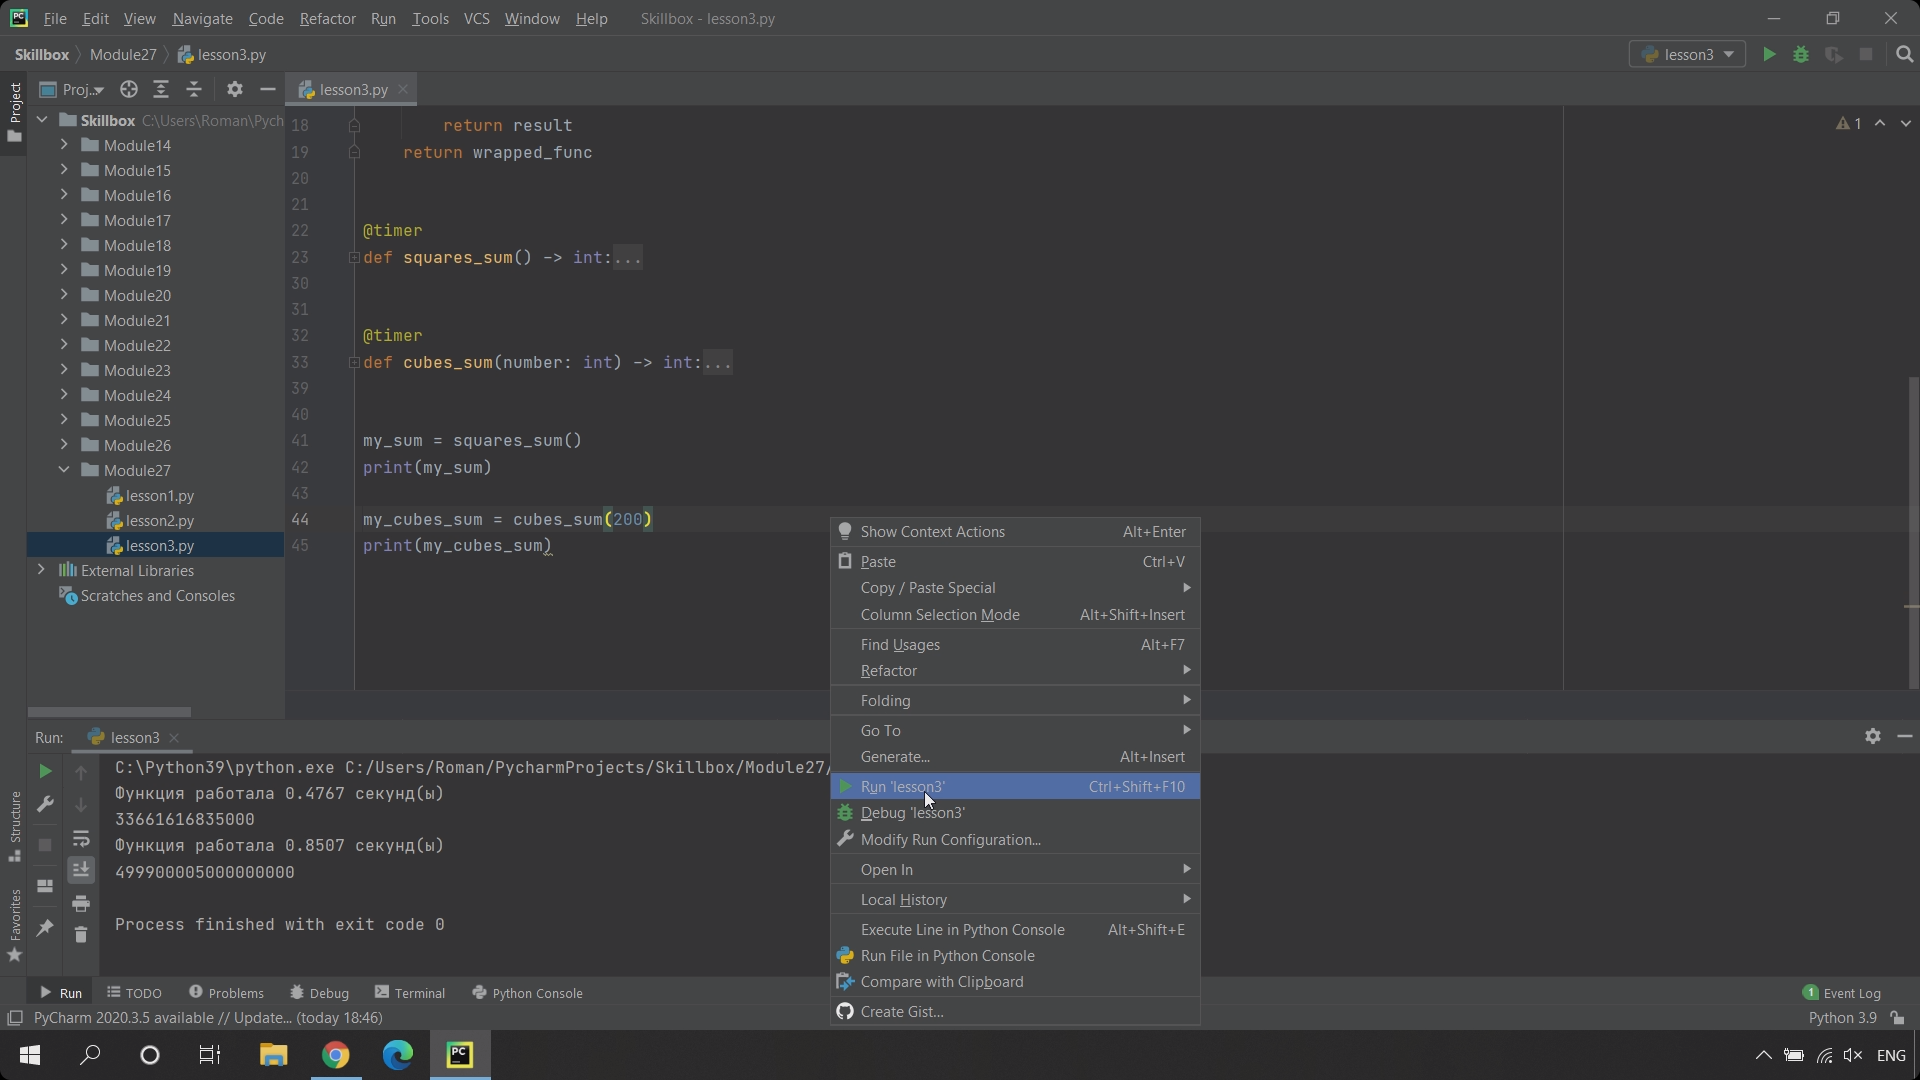 PC File Edit View Navigate Code Refactor Run Tools VCS Window Help Skillbox - lesson3.py
Skillbox Module27 lesson3.py lesson3
Project
Proj... lesson3.py
Skillbox C:\Users\Roman\Pych
Module14
Module15
Module16
Module17
Module18
Module19
Module20
Module21
Module22
Module23
Module24
Module25
Module26
Module27
lesson1.py
lesson2.py
lesson3.py
External Libraries
Scratches and Consoles
1
18 return result
19 return wrapped_func
20
21
22 @timer
23 def squares_sum() -> int:...
30
31
32 @timer
33 def cubes_sum(number: int) -> int:...
39
40
41 my_sum = squares_sum()
42 print(my_sum)
43
44 my_cubes_sum = cubes_sum(200)
45 print(my_cubes_sum)
Show Context Actions Alt+Enter
Paste Ctrl+V
Copy / Paste Special
Column Selection Mode Alt+Shift+Insert
Find Usages Alt+F7
Refactor
Folding
Go To
Generate... Alt+Insert
Run 'lesson3' Ctrl+Shift+F10
Debug 'lesson3'
Modify Run Configuration...
Open In
Local History
Execute Line in Python Console Alt+Shift+E
Run File in Python Console
Compare with Clipboard
Create Gist...
Run: lesson3
C:\Python39\python.exe C:/Users/Roman/PycharmProjects/Skillbox/Module27/
Функция работала 0.4767 секунд(ы)
33661616835000
Функция работала 0.8507 секунд(ы)
499900005000000000
Process finished with exit code 0
Structure
Favorites
Run TODO Problems Debug Terminal Python Console 1 Event Log
PyCharm 2020.3.5 available // Update... (today 18:46) Python 3.9
PC ENG